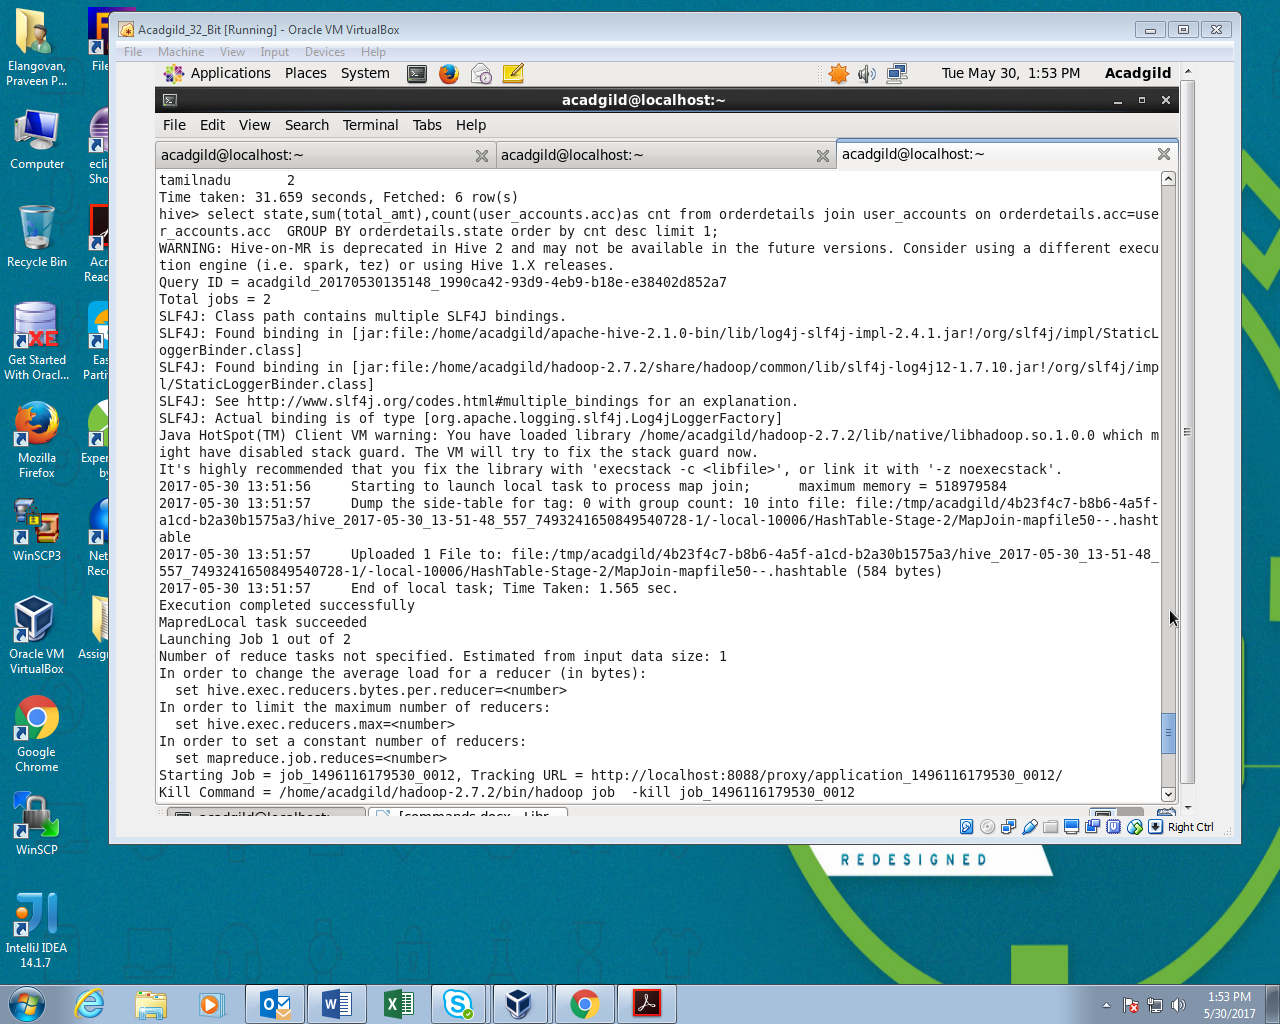 Acadgild_32_Bit [Running] - Oracle VM VirtualBox
File Machine View Input Devices Help
Applications Places System
Tue May 30, 1:53 PM Acadgild
acadgild@localhost:~
File Edit View Search Terminal Tabs Help
acadgild@localhost:~ acadgild@localhost:~ acadgild@localhost:~
tamilnadu 2
Time taken: 31.659 seconds, Fetched: 6 row(s)
hive> select state,sum(total_amt),count(user_accounts.acc)as cnt from orderdetails join user_accounts on orderdetails.acc=use
r_accounts.acc  GROUP BY orderdetails.state order by cnt desc limit 1;
WARNING: Hive-on-MR is deprecated in Hive 2 and may not be available in the future versions. Consider using a different execu
tion engine (i.e. spark, tez) or using Hive 1.X releases.
Query ID = acadgild_20170530135148_1990ca42-93d9-4eb9-b18e-e38402d852a7
Total jobs = 2
SLF4J: Class path contains multiple SLF4J bindings.
SLF4J: Found binding in [jar:file:/home/acadgild/apache-hive-2.1.0-bin/lib/log4j-slf4j-impl-2.4.1.jar!/org/slf4j/impl/StaticL
oggerBinder.class]
SLF4J: Found binding in [jar:file:/home/acadgild/hadoop-2.7.2/share/hadoop/common/lib/slf4j-log4j12-1.7.10.jar!/org/slf4j/imp
l/StaticLoggerBinder.class]
SLF4J: See http://www.slf4j.org/codes.html#multiple_bindings for an explanation.
SLF4J: Actual binding is of type [org.apache.logging.slf4j.Log4jLoggerFactory]
Java HotSpot(TM) Client VM warning: You have loaded library /home/acadgild/hadoop-2.7.2/lib/native/libhadoop.so.1.0.0 which m
ight have disabled stack guard. The VM will try to fix the stack guard now.
It's highly recommended that you fix the library with 'execstack -c <libfile>', or link it with '-z noexecstack'.
2017-05-30 13:51:56     Starting to launch local task to process map join;      maximum memory = 518979584
2017-05-30 13:51:57     Dump the side-table for tag: 0 with group count: 10 into file: file:/tmp/acadgild/4b23f4c7-b8b6-4a5f-
a1cd-b2a30b1575a3/hive_2017-05-30_13-51-48_557_7493241650849540728-1/-local-10006/HashTable-Stage-2/MapJoin-mapfile50--.hasht
able
2017-05-30 13:51:57     Uploaded 1 File to: file:/tmp/acadgild/4b23f4c7-b8b6-4a5f-a1cd-b2a30b1575a3/hive_2017-05-30_13-51-48_
557_7493241650849540728-1/-local-10006/HashTable-Stage-2/MapJoin-mapfile50--.hashtable (584 bytes)
2017-05-30 13:51:57     End of local task; Time Taken: 1.565 sec.
Execution completed successfully
MapredLocal task succeeded
Launching Job 1 out of 2
Number of reduce tasks not specified. Estimated from input data size: 1
In order to change the average load for a reducer (in bytes):
  set hive.exec.reducers.bytes.per.reducer=<number>
In order to limit the maximum number of reducers:
  set hive.exec.reducers.max=<number>
In order to set a constant number of reducers:
  set mapreduce.job.reduces=<number>
Starting Job = job_1496116179530_0012, Tracking URL = http://localhost:8088/proxy/application_1496116179530_0012/
Kill Command = /home/acadgild/hadoop-2.7.2/bin/hadoop job  -kill job_1496116179530_0012
acadgild@localhost: [commands.docx - Libr
Right Ctrl
Elangovan,
Praveen P...
File
Computer
ecli
Sho
Recycle Bin
Acr
Read
Get Started
With Oracl...
Eas
Parti
Mozilla
Firefox
Exper
by
WinSCP3
Net
Reco
Oracle VM
VirtualBox
Assig
Google
Chrome
WinSCP
IntelliJ IDEA
14.1.7
REDESIGNED
1:53 PM
5/30/2017